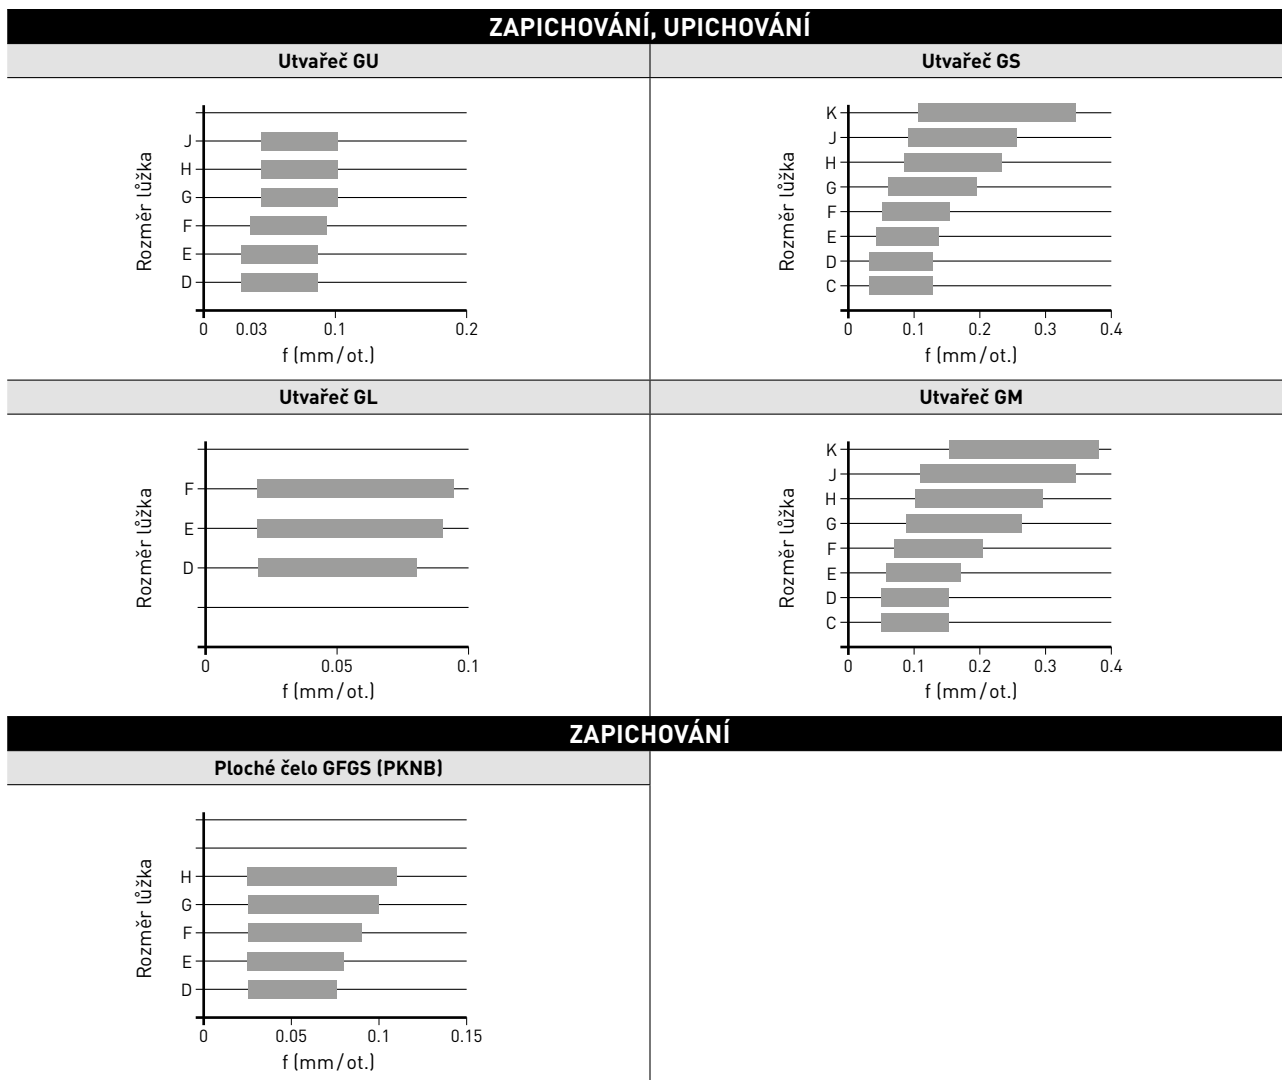 ZAPICHOVÁNÍ, UPICHOVÁNÍ
Utvařeč GU
Rozměr lůžka
J
H
G
F
E
D
0 0.03 0.1 0.2
f (mm/ot.)
Utvařeč GS
Rozměr lůžka
K
J
H
G
F
E
D
C
0 0.1 0.2 0.3 0.4
f (mm/ot.)
Utvařeč GL
Rozměr lůžka
F
E
D
0 0.05 0.1
f (mm/ot.)
Utvařeč GM
Rozměr lůžka
K
J
H
G
F
E
D
C
0 0.1 0.2 0.3 0.4
f (mm/ot.)
ZAPICHOVÁNÍ
Ploché čelo GFGS (PKNB)
Rozměr lůžka
H
G
F
E
D
0 0.05 0.1 0.15
f (mm/ot.)